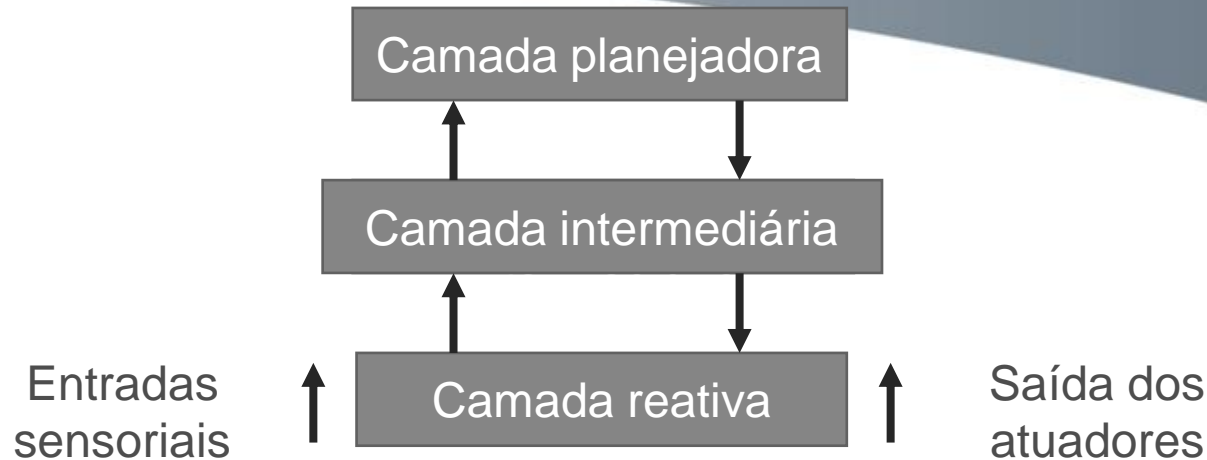 Camada planejadora
Camada intermediária
Camada reativa
Entradas
sensoriais
Saída dos
atuadores